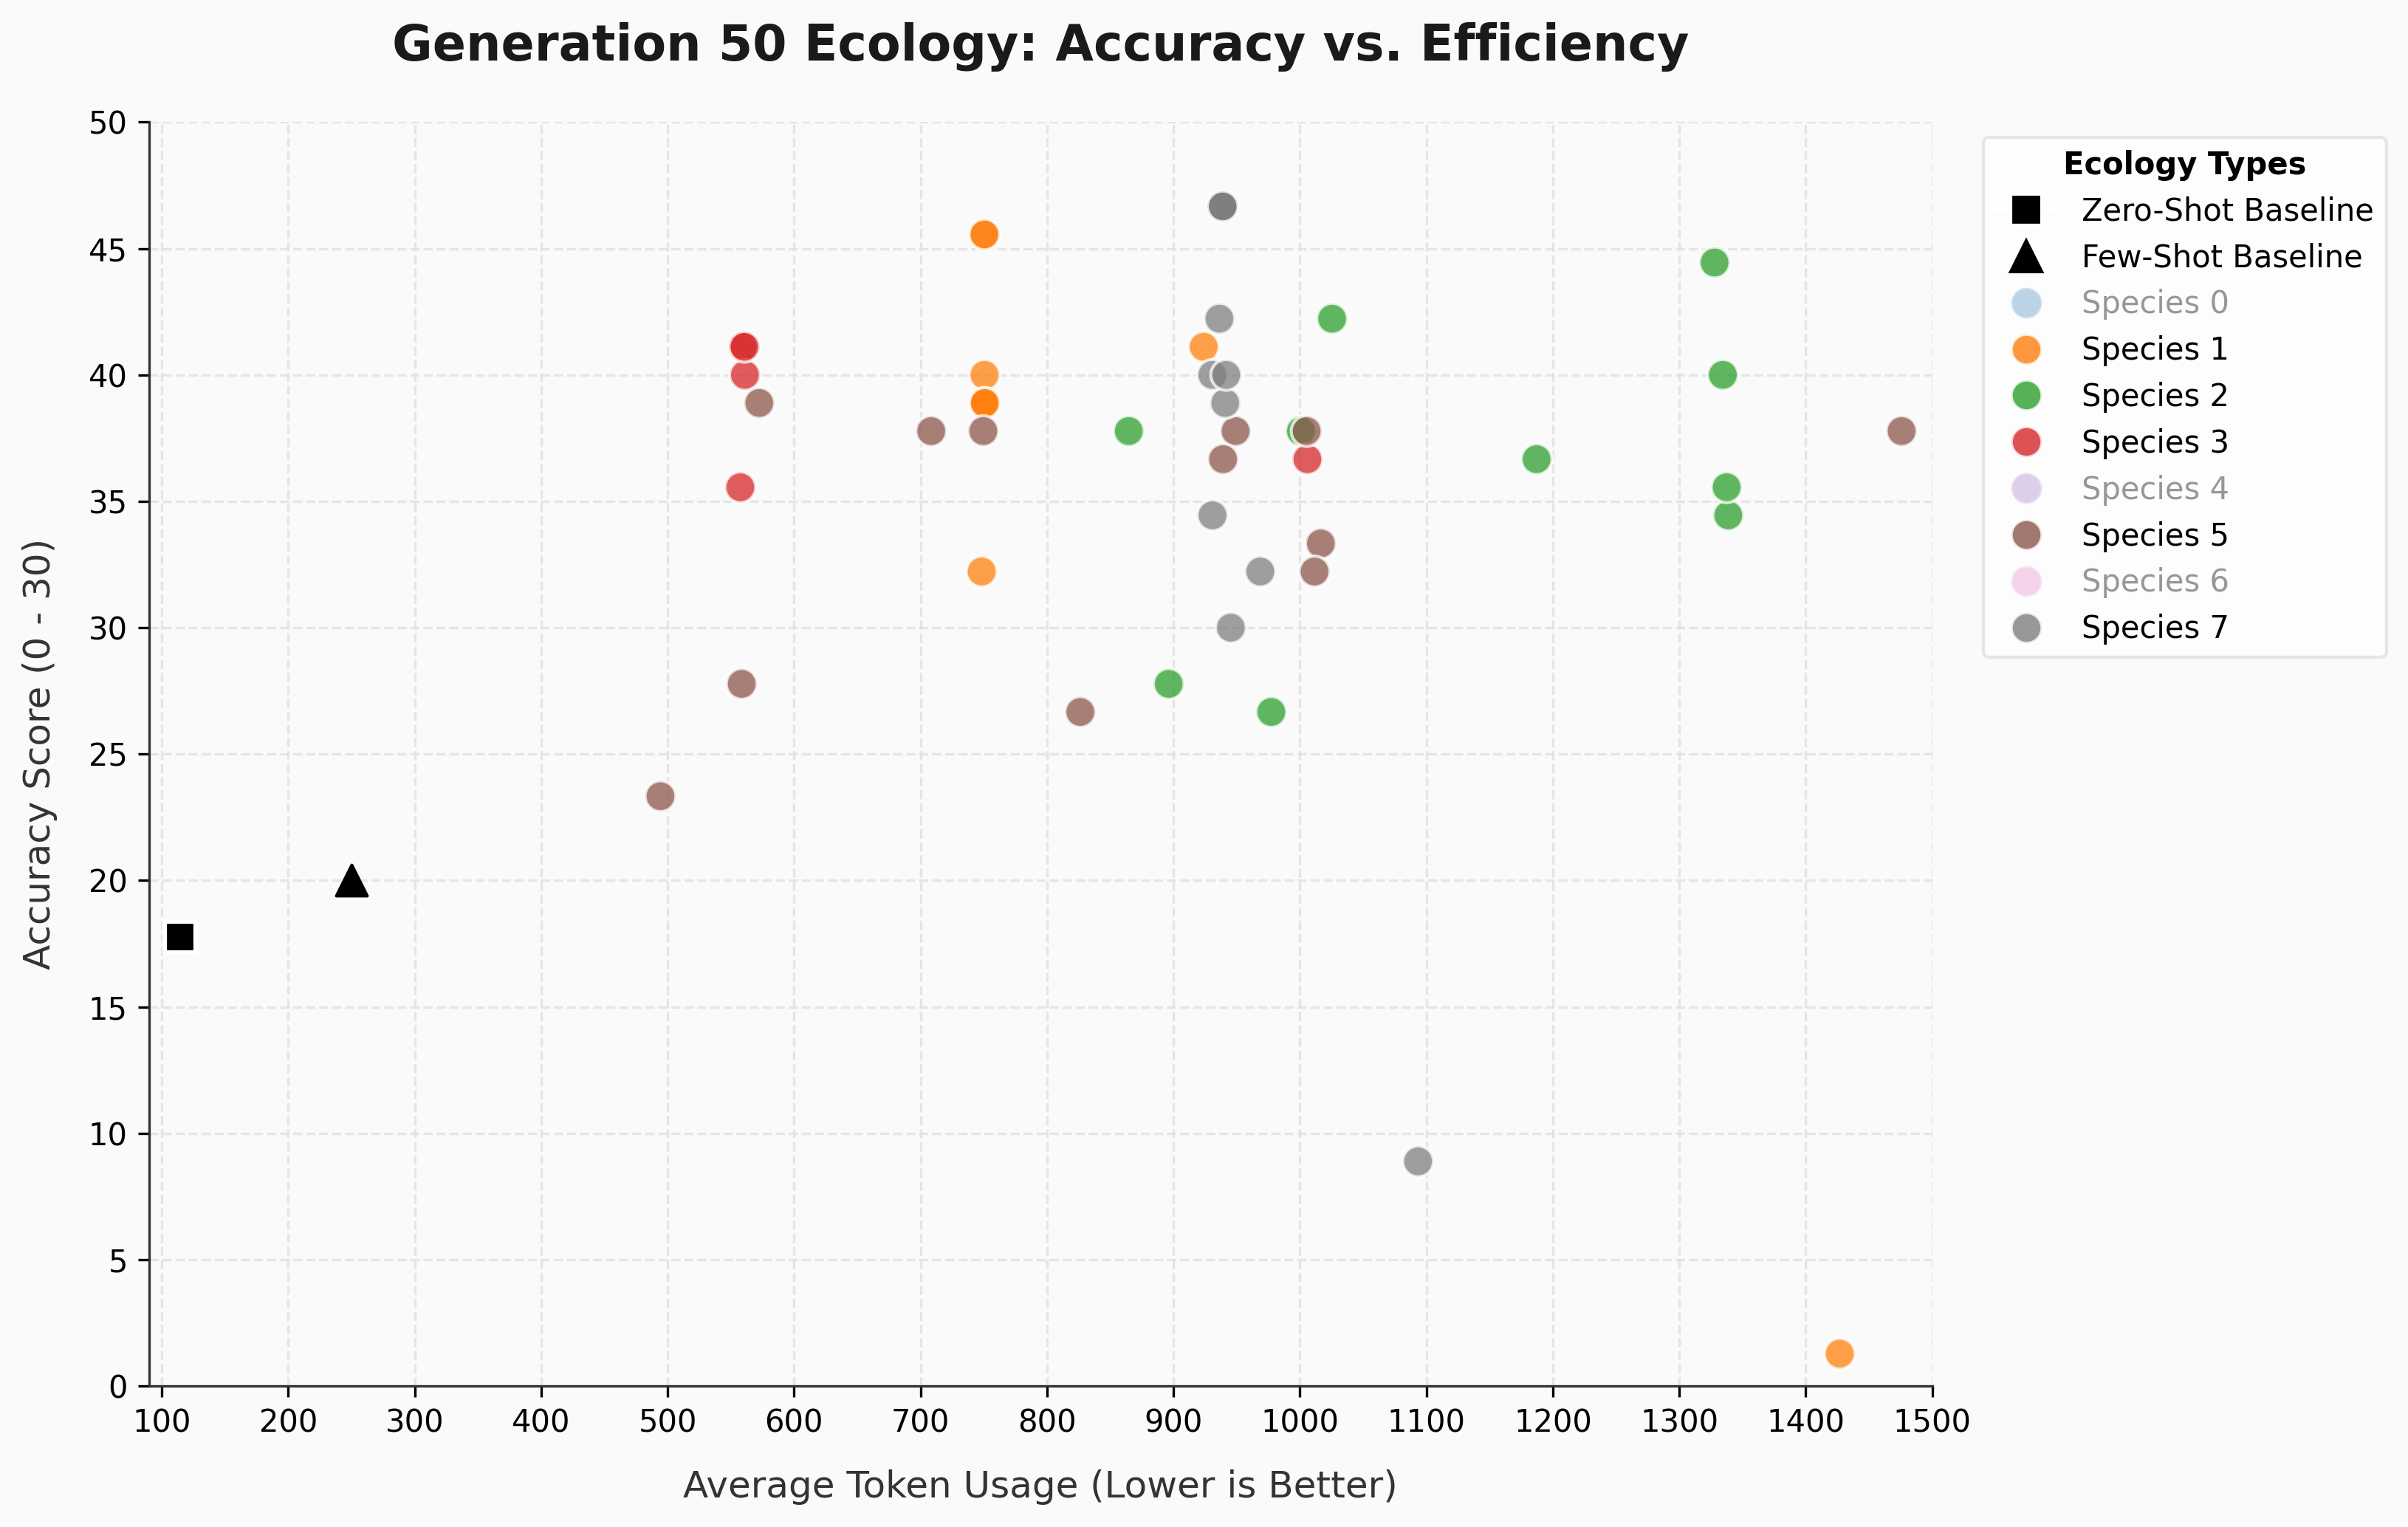 Generation 50 Ecology: Accuracy vs. Efficiency
Accuracy Score (0 - 30)
50
45
40
35
30
25
20
15
10
5
0
100 200 300 400 500 600 700 800 900 1000 1100 1200 1300 1400 1500
Average Token Usage (Lower is Better)
Ecology Types
Zero-Shot Baseline
Few-Shot Baseline
Species 0
Species 1
Species 2
Species 3
Species 4
Species 5
Species 6
Species 7